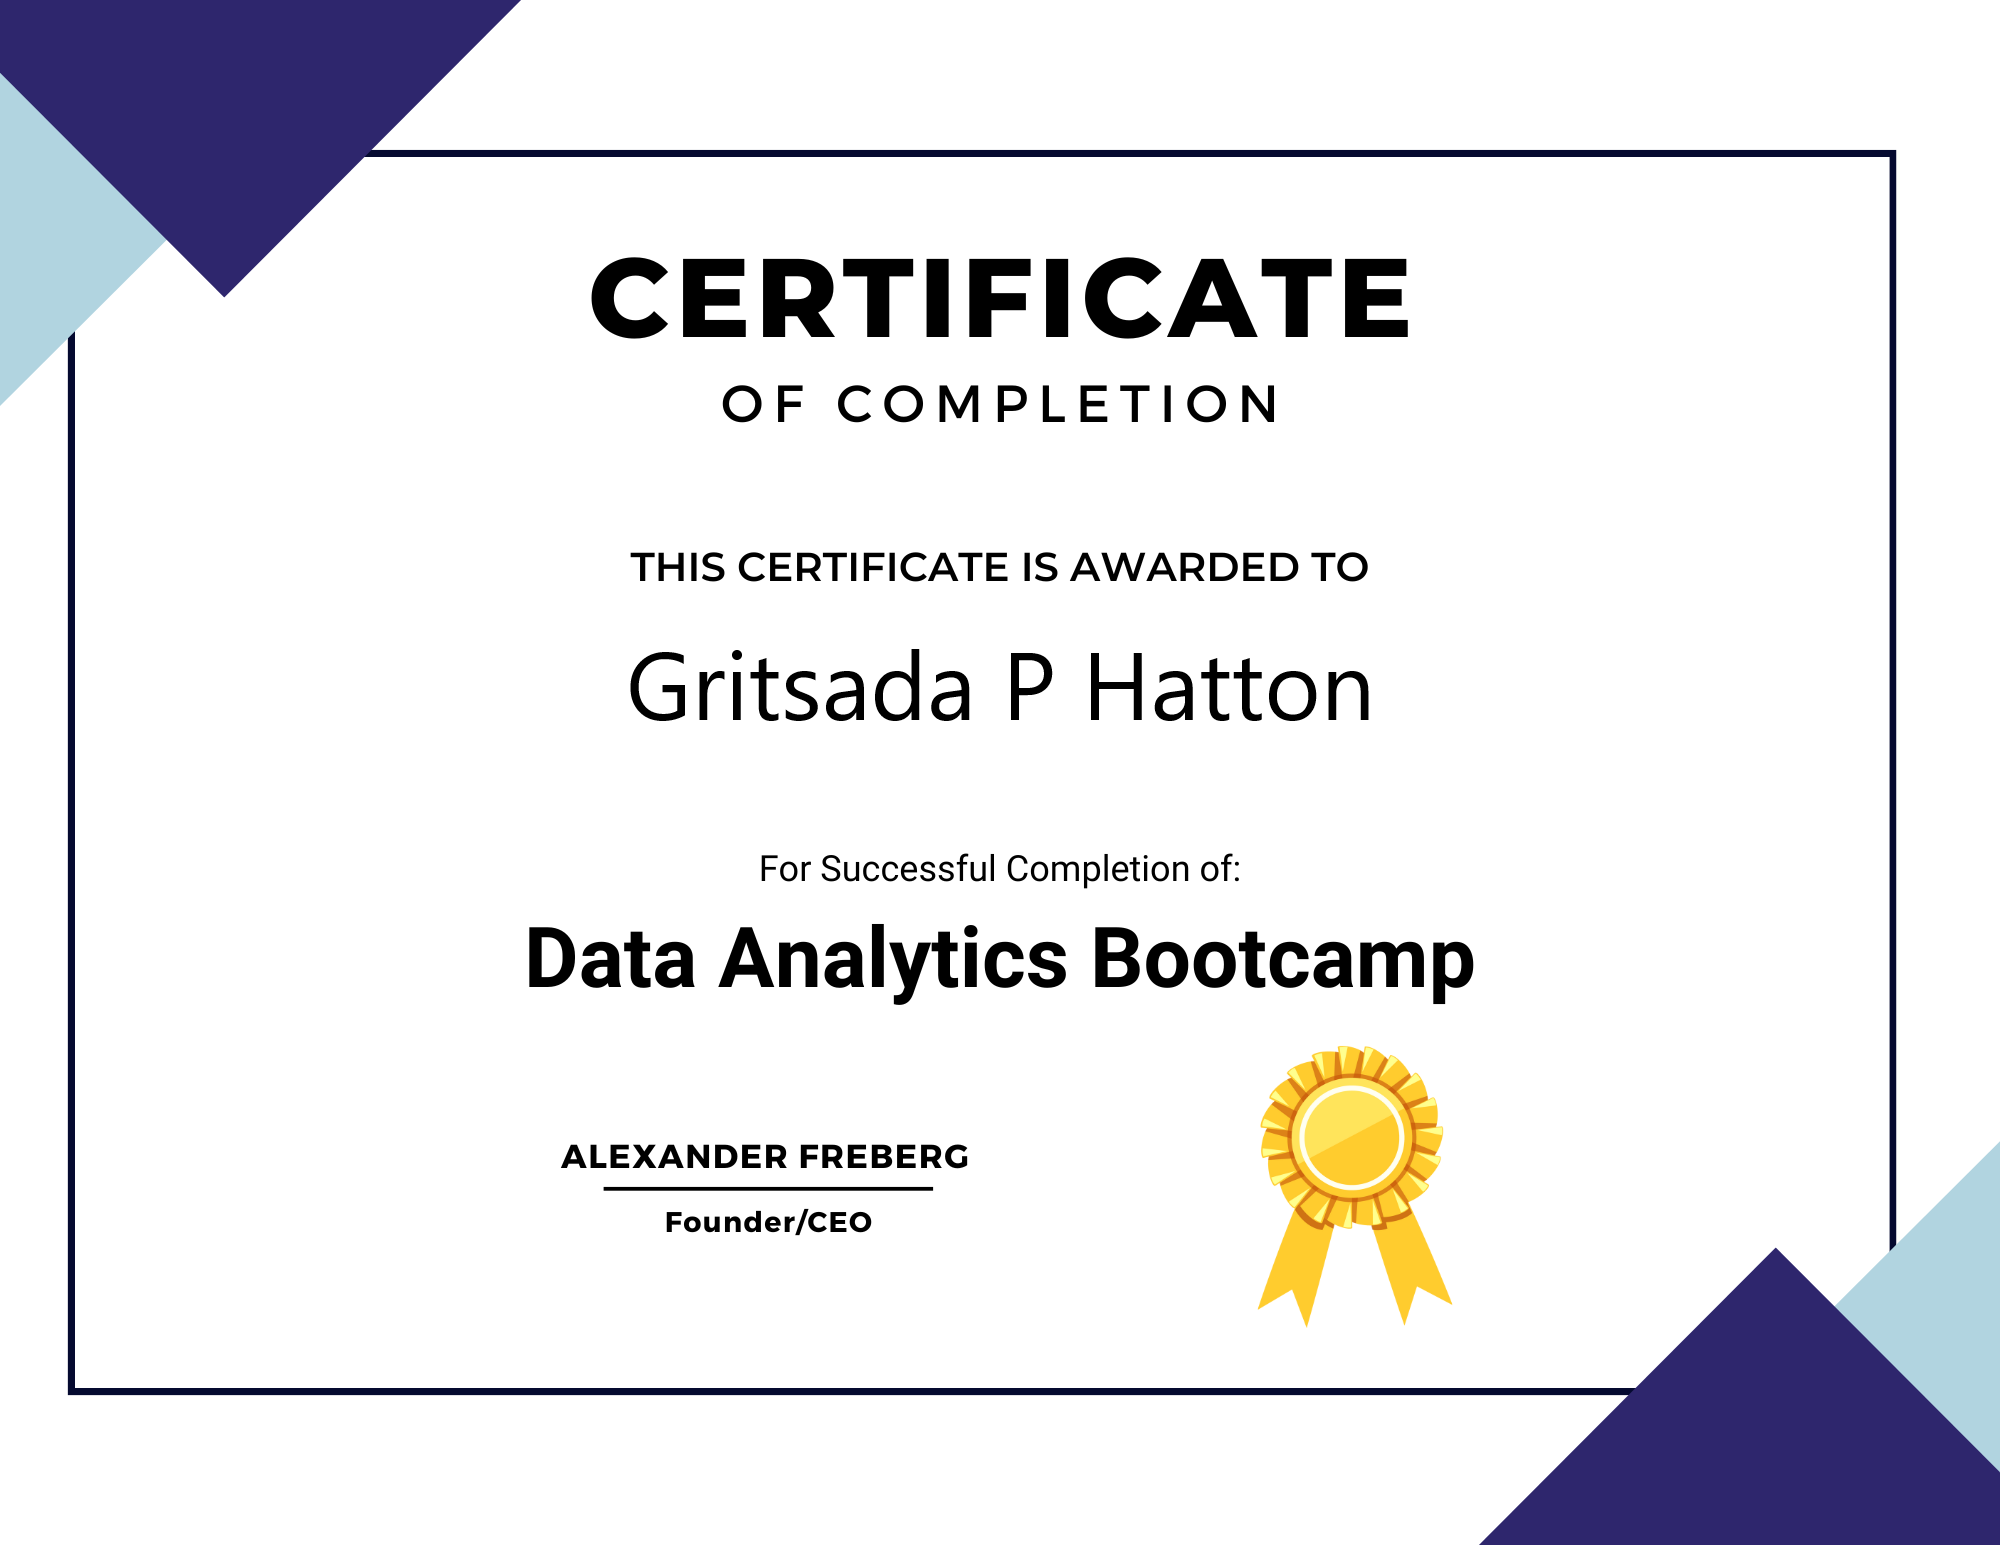 CERTIFICATE
OF COMPLETION
THIS CERTIFICATE IS AWARDED TO
Gritsada P Hatton
For Successful Completion of:
Data Analytics Bootcamp
ALEXANDER FREBERG
Founder/CEO